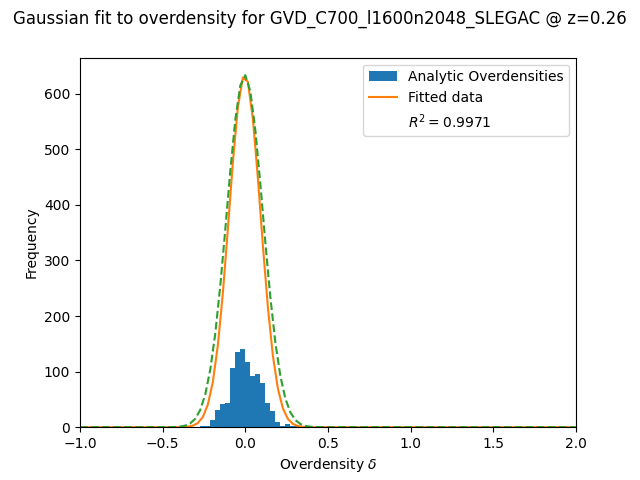 Gaussian fit to overdensity for GVD_C700_l1600n2048_SLEGAC @ z=0.26
Analytic Overdensities
Fitted data
R² = 0.9971
Frequency
600
500
400
300
200
100
0
−1.0 −0.5 0.0 0.5 1.0 1.5 2.0
Overdensity δ